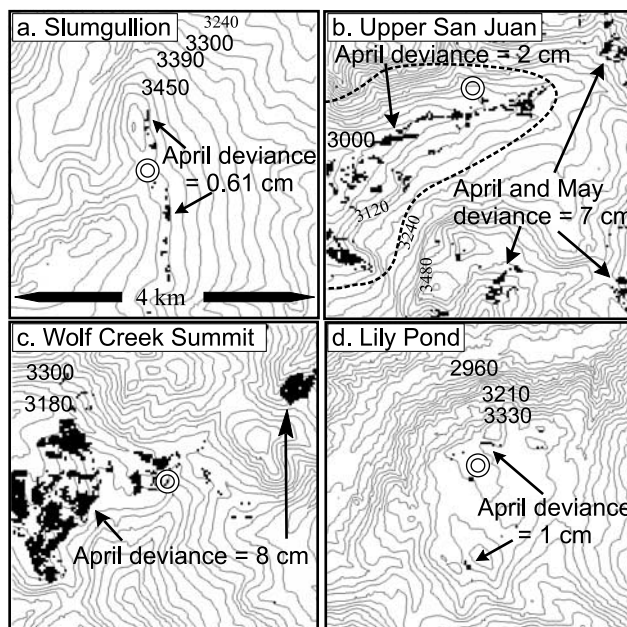 a. Slumgullion
3240
3300
3390
3450
April deviance
= 0.61 cm
4 km
b. Upper San Juan
April deviance = 2 cm
3000
April and May
deviance = 7 cm
3120
3240
3480
c. Wolf Creek Summit
3300
3180
April deviance = 8 cm
d. Lily Pond
2960
3210
3330
April deviance
= 1 cm